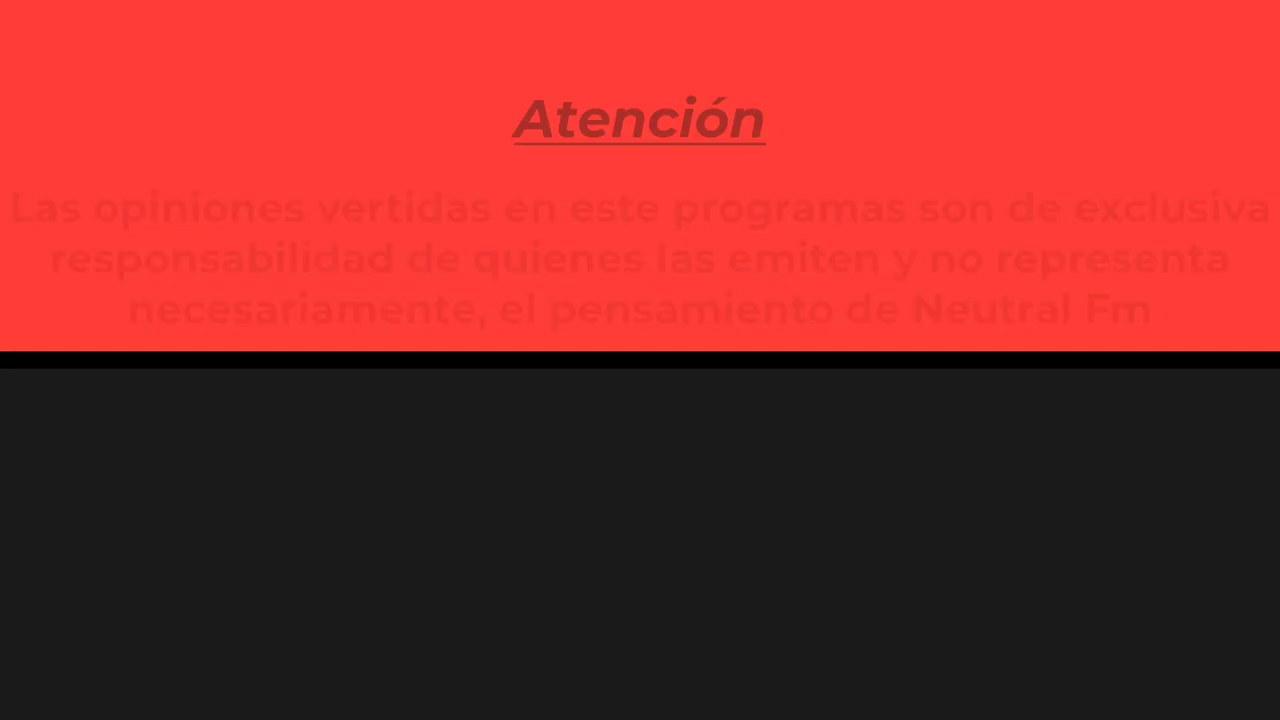 Atención
Las opiniones vertidas en este programas son de exclusiva
responsabilidad de quienes las emiten y no representa
necesariamente, el pensamiento de Neutral Fm